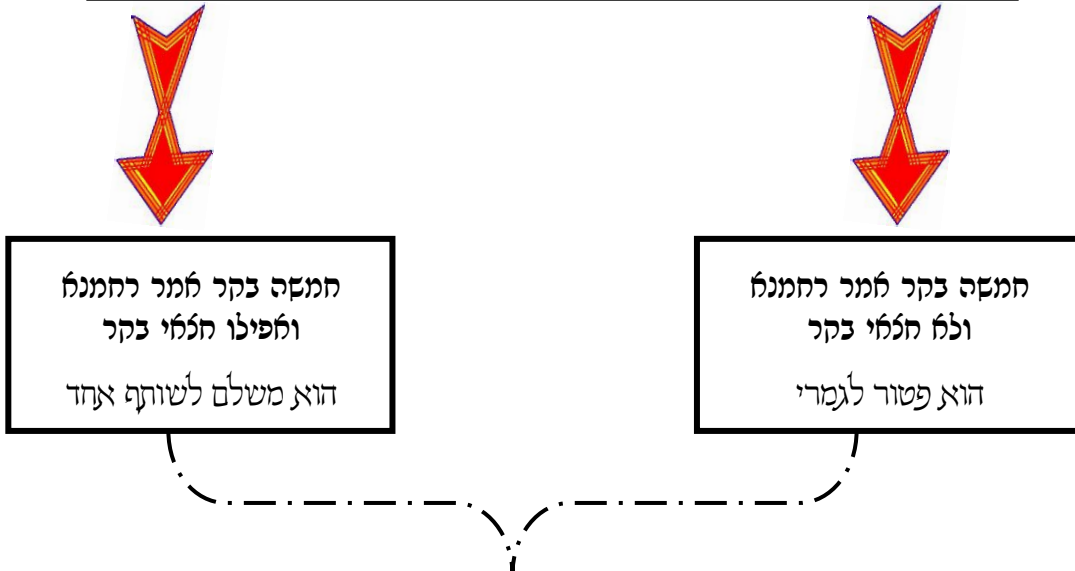 חמשה בקר אמר רחמנא
ולא חצאי בקר
הוא פטור לגמרי
חמשה בקר אמר רחמנא
ואפילו חצאי בקר
הוא משלם לשותף אחד